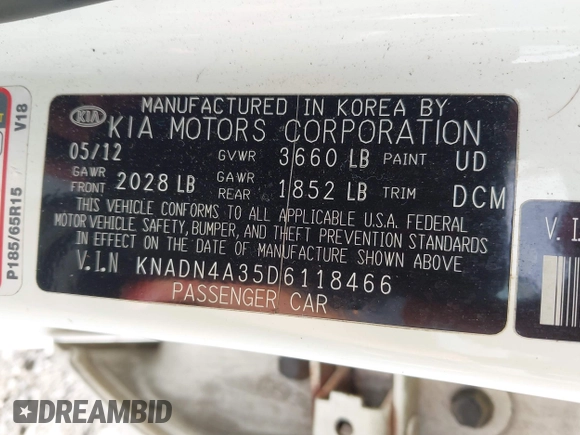 MANUFACTURED IN KOREA BY
KIA KIA MOTORS CORPORATION
05/12 GVWR 3660 LB PAINT UD
GAWR FRONT 2028 LB GAWR REAR 1852 LB TRIM DCM
THIS VEHICLE CONFORMS TO ALL APPLICABLE U.S.A. FEDERAL
MOTOR VEHICLE SAFETY, BUMPER, AND THEFT PREVENTION STANDARDS
IN EFFECT ON THE DATE OF MANUFACTURE SHOWN ABOVE.
V.I.N KNADN4A35D6118466
PASSENGER CAR
P185/65R15 V18
V.I
$DREAMBID